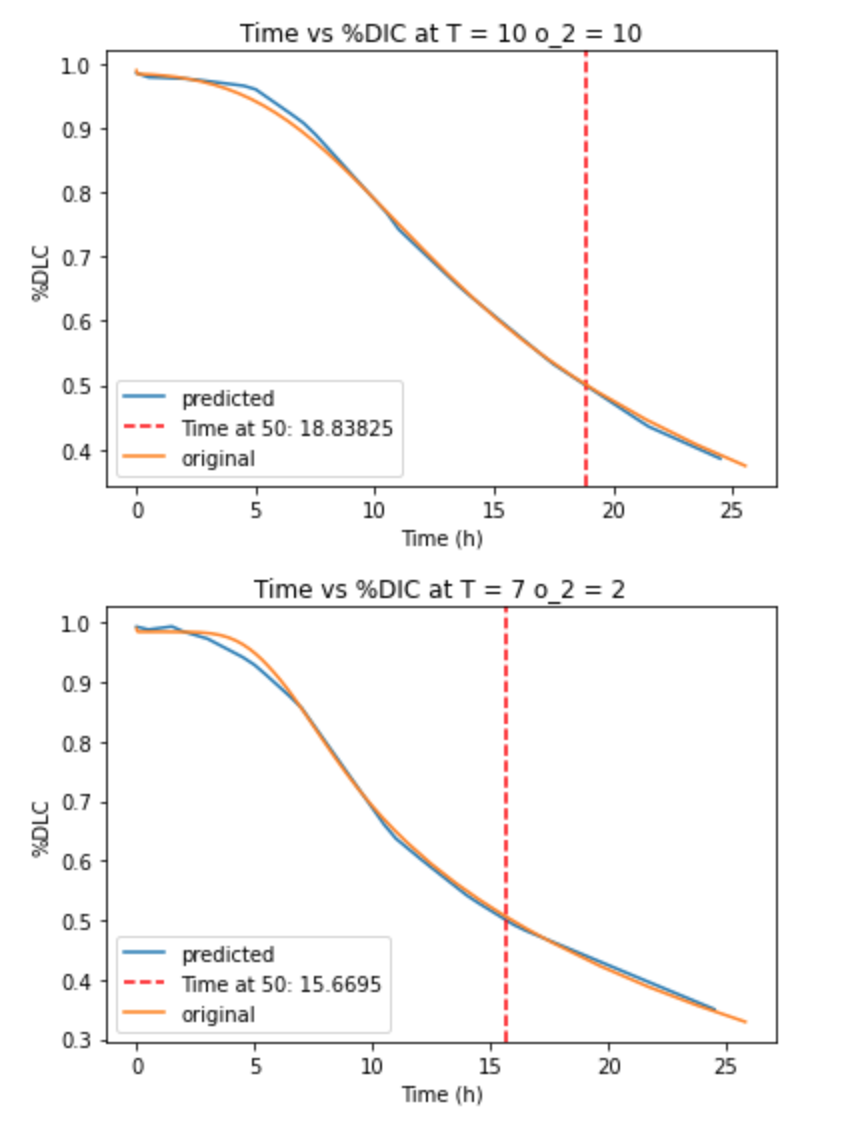 Time vs %DIC at T = 10 o_2 = 10
1.0
0.9
0.8
0.7
0.6
0.5
0.4
%DLC
predicted
Time at 50: 18.83825
original
0 5 10 15 20 25
Time (h)
Time vs %DIC at T = 7 o_2 = 2
1.0
0.9
0.8
0.7
0.6
0.5
0.4
0.3
%DLC
predicted
Time at 50: 15.6695
original
0 5 10 15 20 25
Time (h)